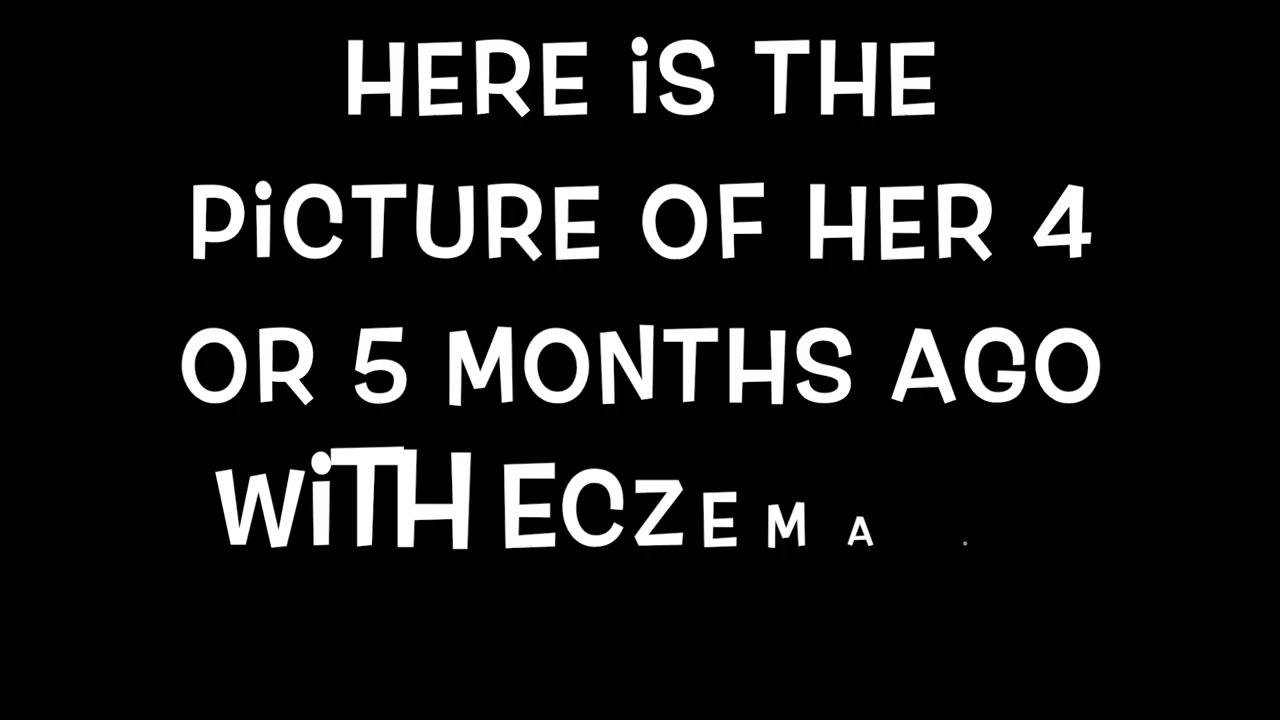 HERE iS THE
PiCTURE OF HER 4
OR 5 MONTHS AGO
WiTH ECZEMA.